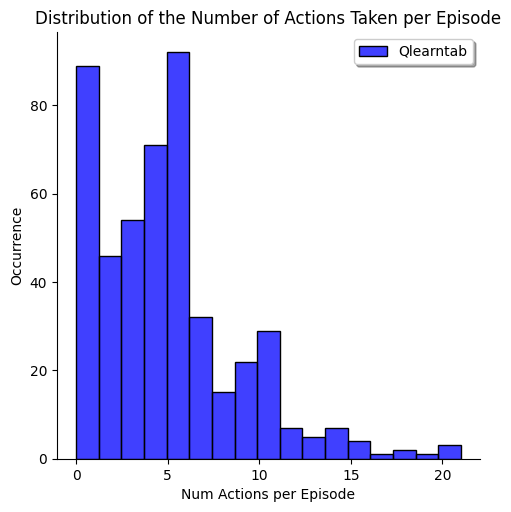 Distribution of the Number of Actions Taken per Episode
Qlearntab
80
60
40
20
0
Occurrence
0 5 10 15 20
Num Actions per Episode